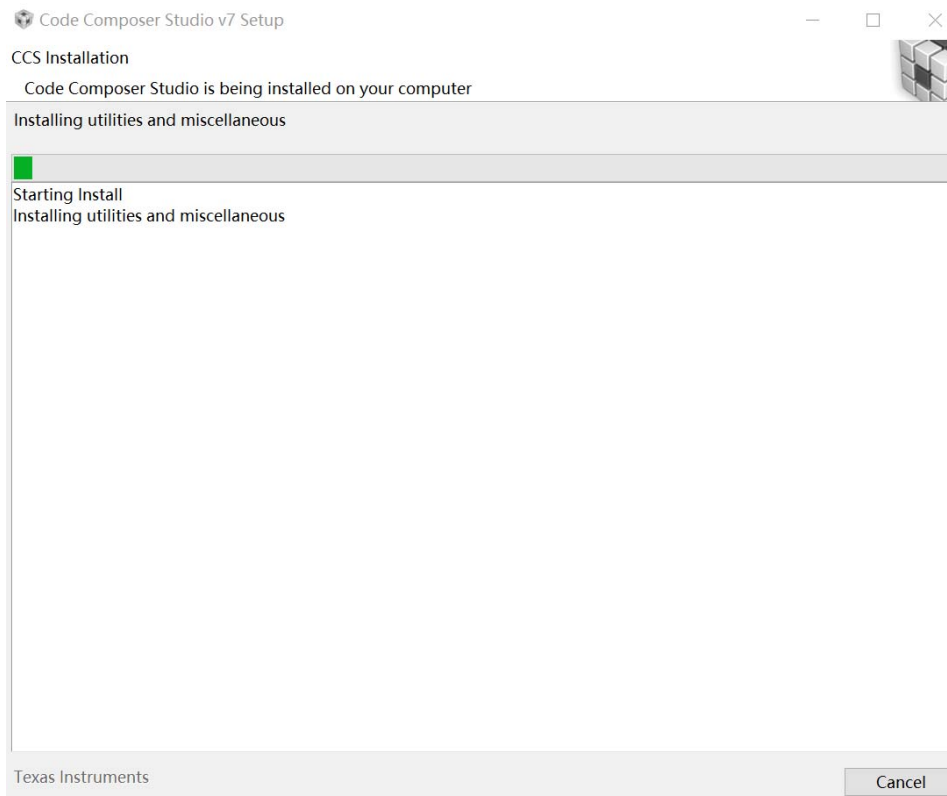 Code Composer Studio v7 Setup
CCS Installation
Code Composer Studio is being installed on your computer
Installing utilities and miscellaneous
Starting Install
Installing utilities and miscellaneous
Texas Instruments
Cancel